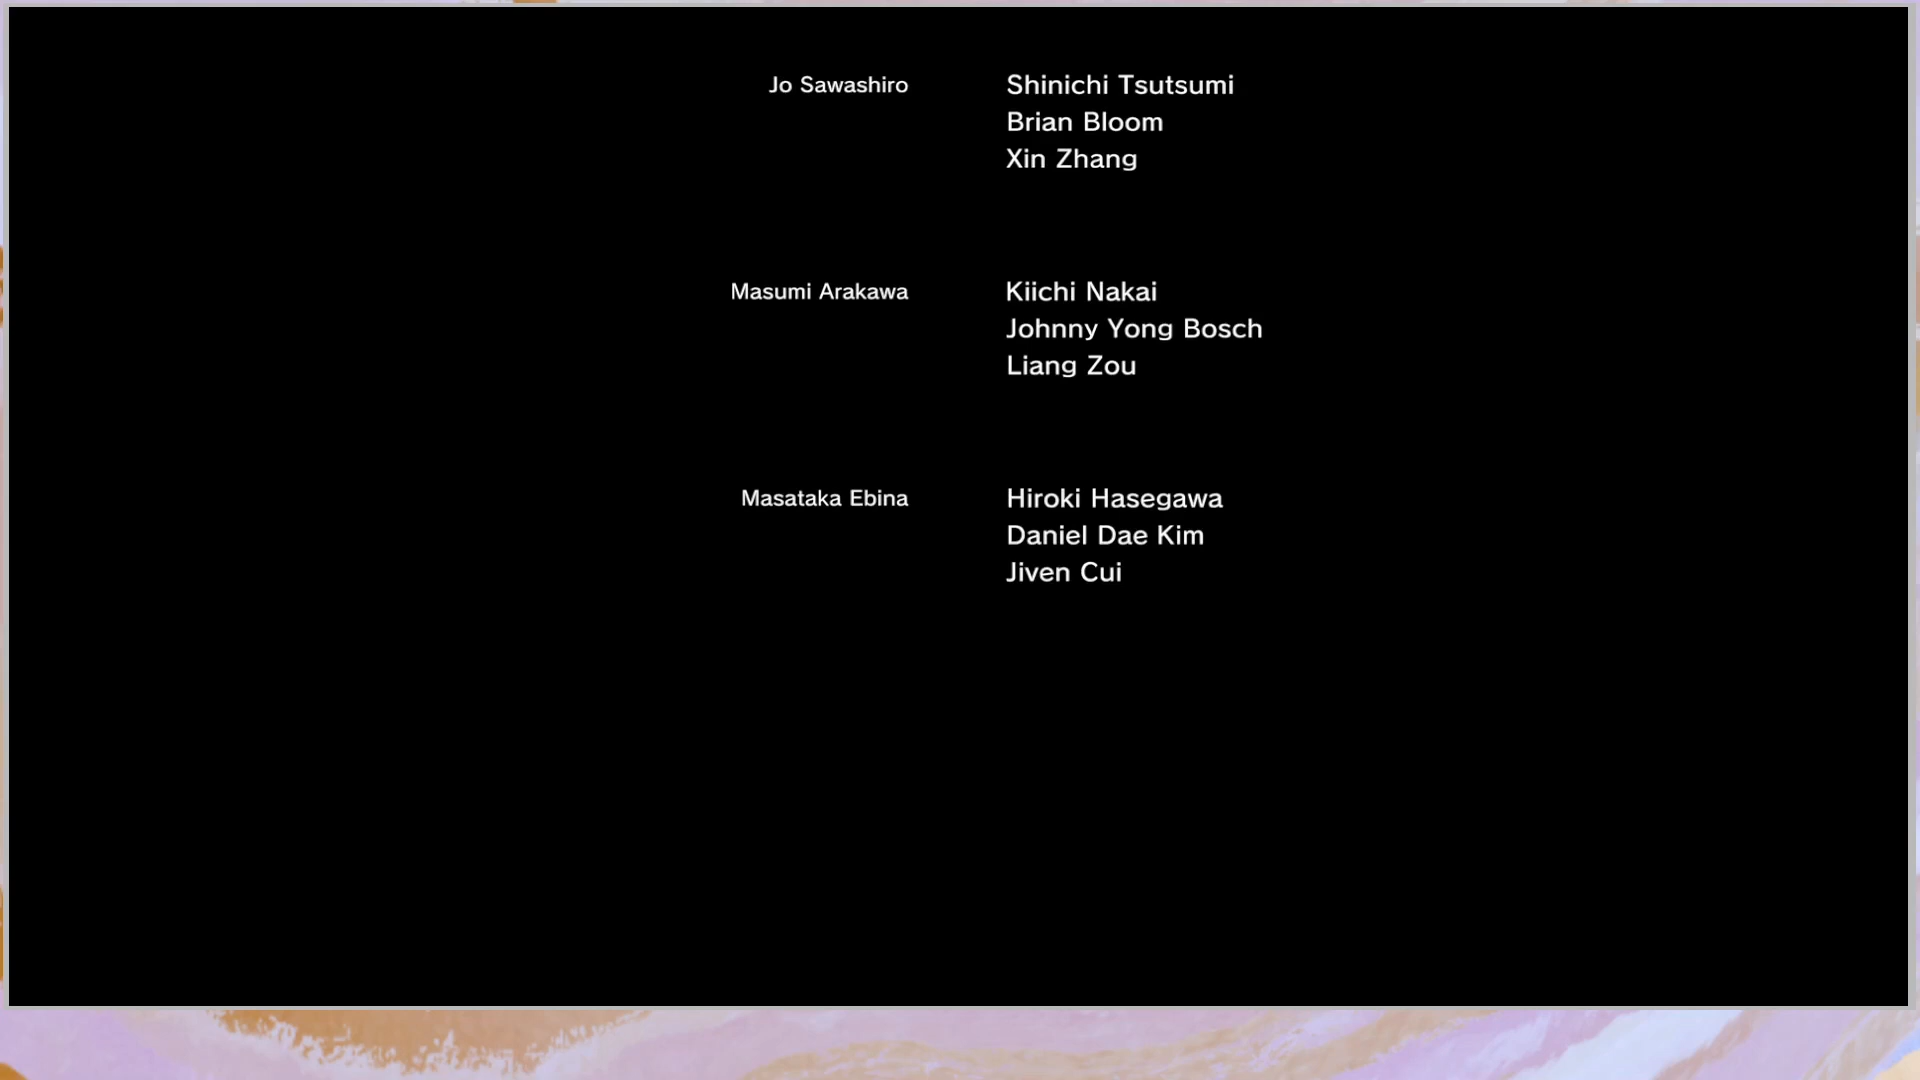 Jo Sawashiro Shinichi Tsutsumi
Brian Bloom
Xin Zhang
Masumi Arakawa Kiichi Nakai
Johnny Yong Bosch
Liang Zou
Masataka Ebina Hiroki Hasegawa
Daniel Dae Kim
Jiven Cui